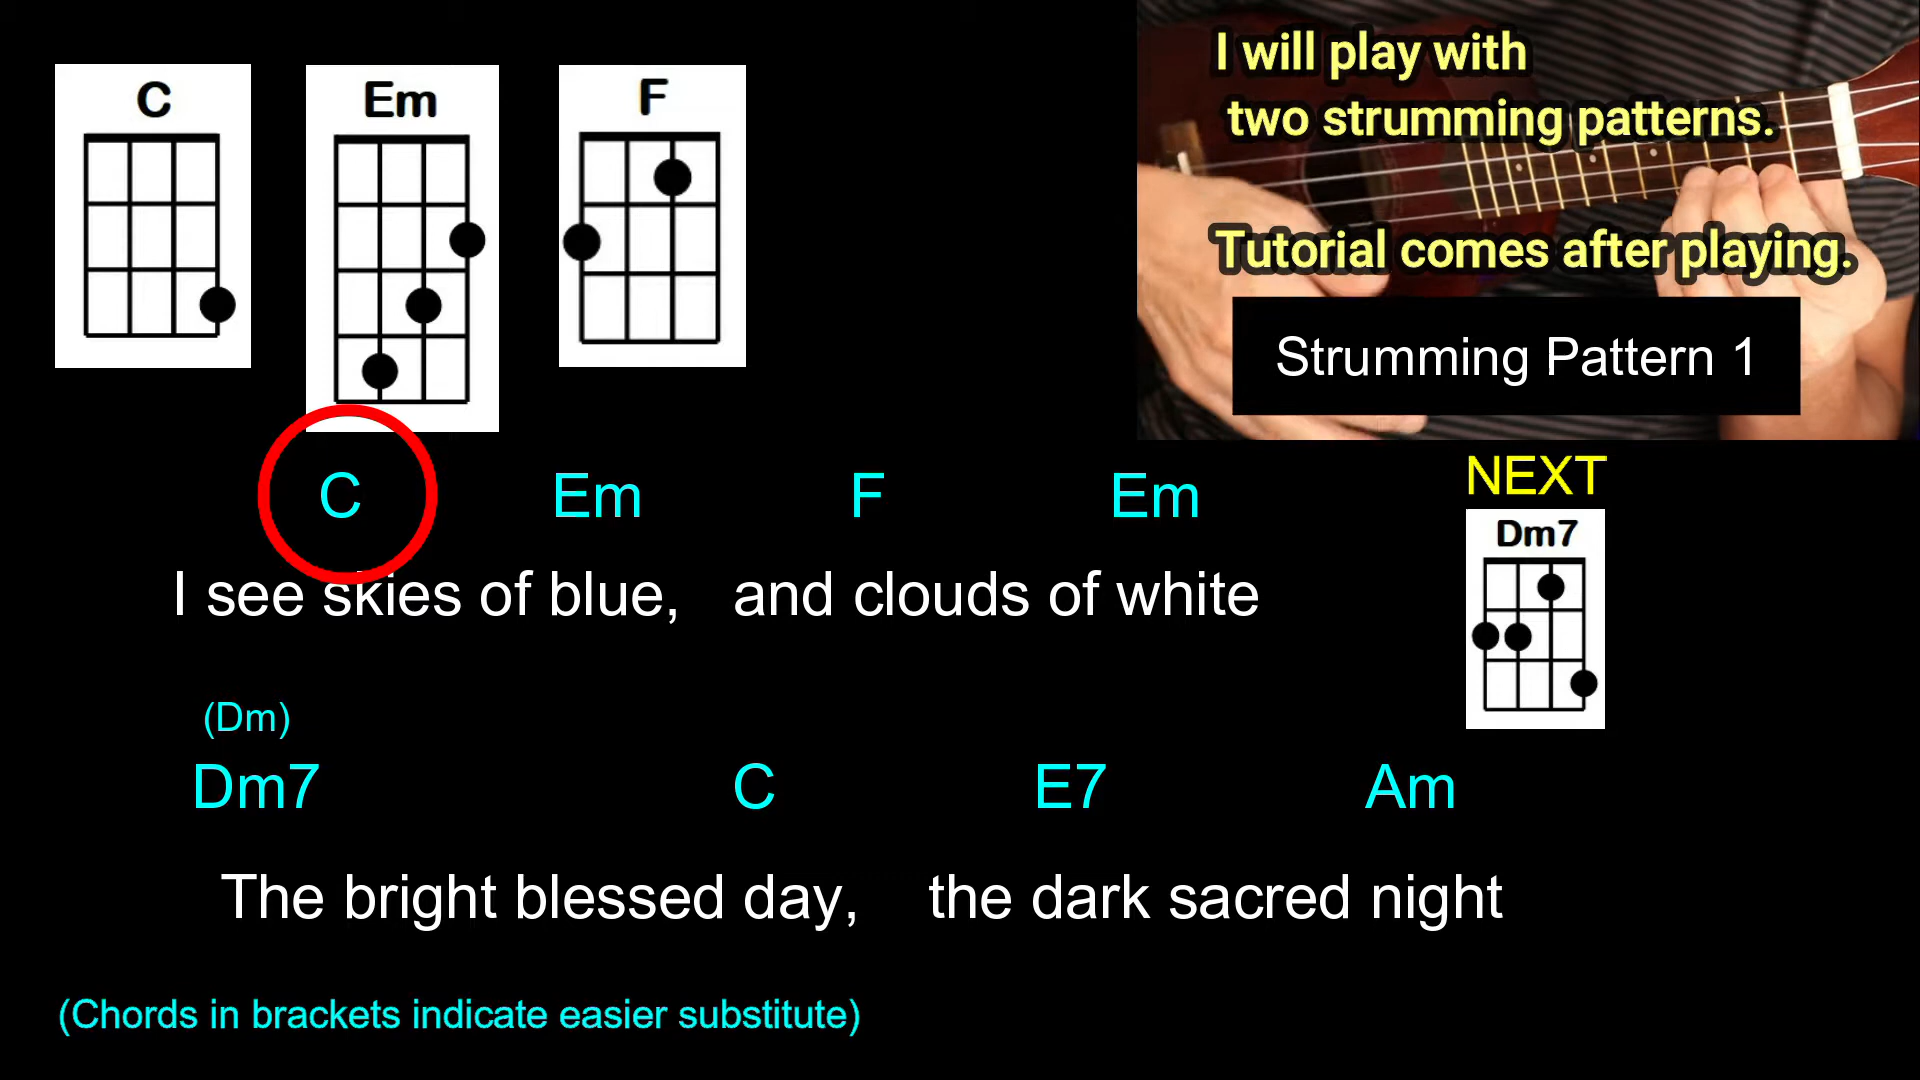 C
Em
F
I will play with
two strumming patterns.
Tutorial comes after playing.
Strumming Pattern 1
C Em F Em
I see skies of blue, and clouds of white
NEXT
Dm7
(Dm)
Dm7 C E7 Am
The bright blessed day, the dark sacred night
(Chords in brackets indicate easier substitute)